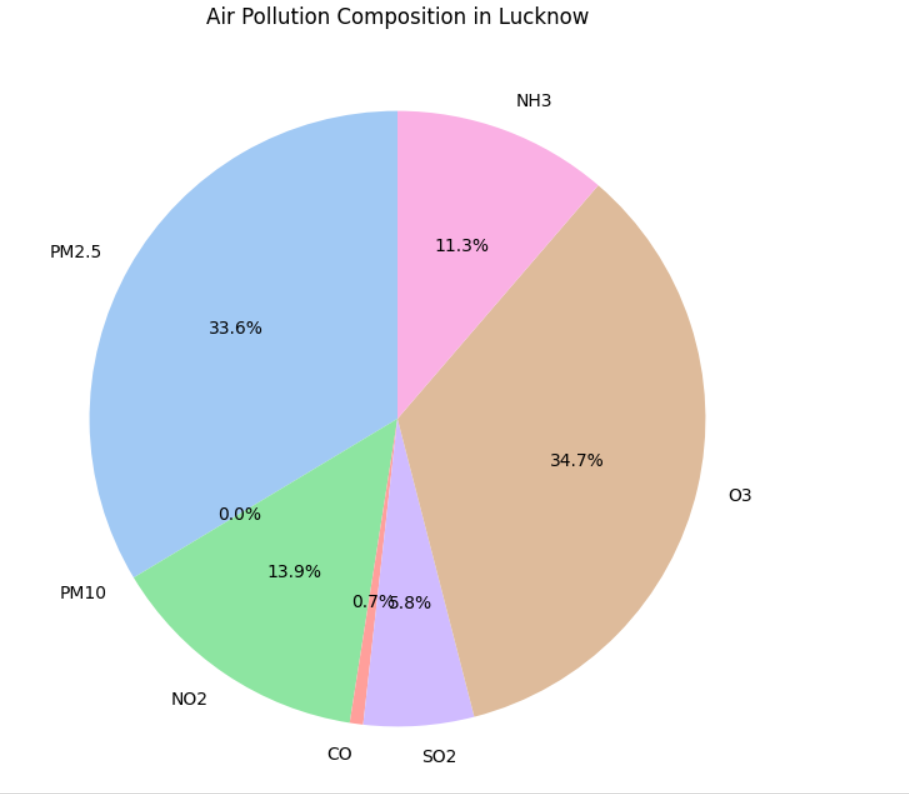 Air Pollution Composition in Lucknow
NH3
11.3%
PM2.5
33.6%
34.7%
O3
0.0%
13.9%
PM10
0.7%
5.8%
NO2
CO
SO2